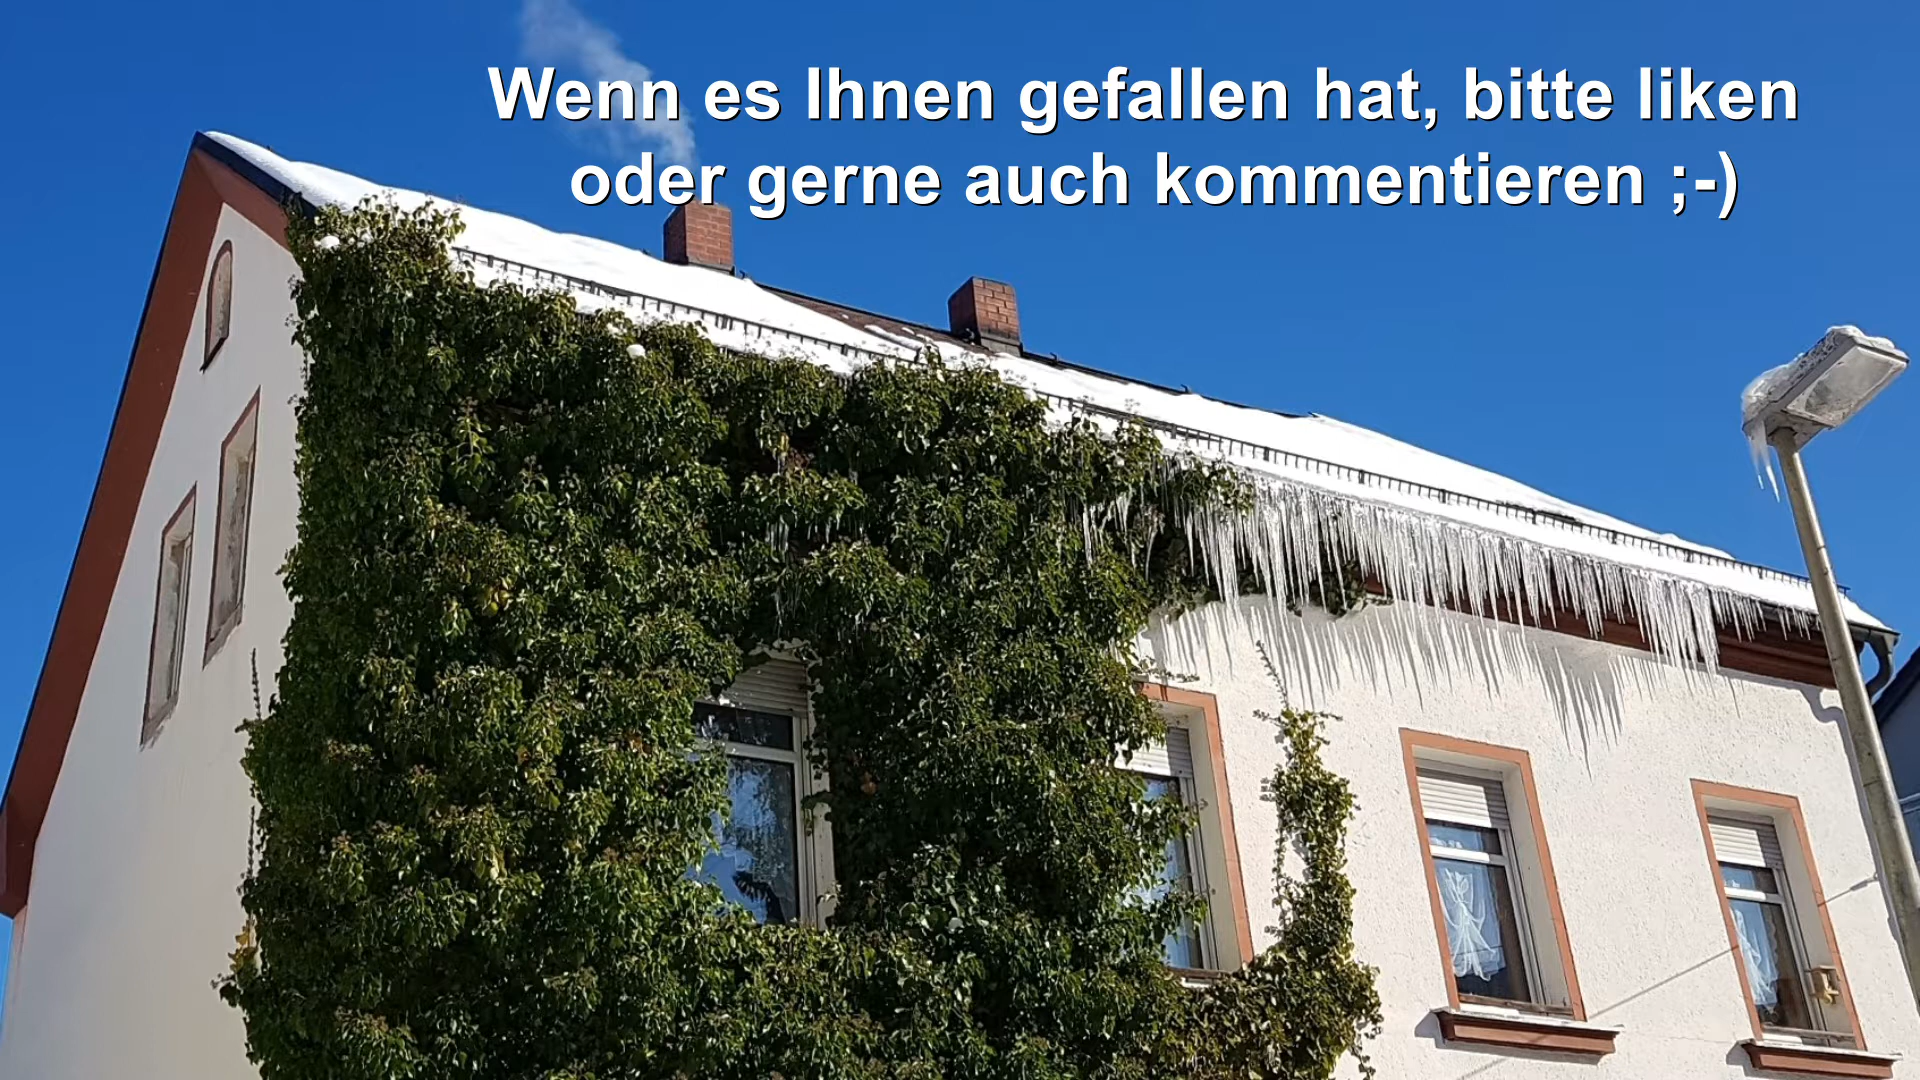 Wenn es Ihnen gefallen hat, bitte liken
oder gerne auch kommentieren ;-)